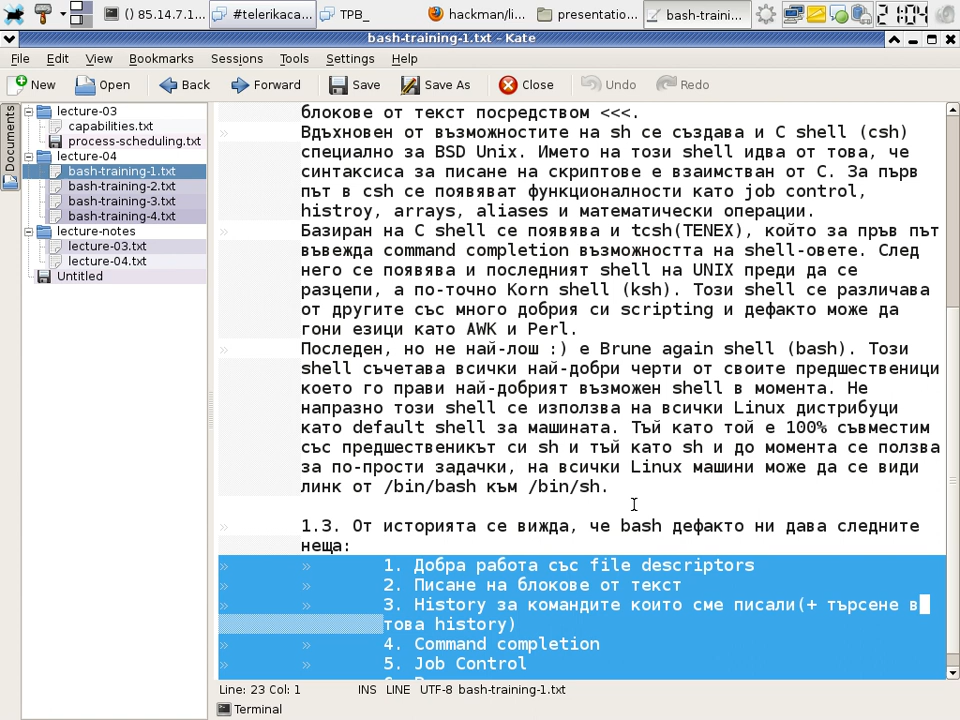 () 85.14.7.1...
#telerikaca...
TPB_
hackman/li...
presentatio...
bash-traini...
21:04
bash-training-1.txt – Kate
File Edit View Bookmarks Sessions Tools Settings Help
New Open Back Forward Save Save As Close Undo Redo
Documents
lecture-03
capabilities.txt
process-scheduling.txt
lecture-04
bash-training-1.txt
bash-training-2.txt
bash-training-3.txt
bash-training-4.txt
lecture-notes
lecture-03.txt
lecture-04.txt
Untitled
блокове от текст посредством <<<.
Вдъхновен от възможностите на sh се създава и C shell (csh)
специално за BSD Unix. Името на този shell идва от това, че
синтаксиса за писане на скриптове е взаимстван от C. За първ
път в csh се появяват функционалности като job control,
histroy, arrays, aliases и математически операции.
Базиран на C shell се появява и tcsh(TENEX), който за пръв път
въвежда command completion възможността на shell-овете. След
него се появява и последният shell на UNIX преди да се
разцепи, а по-точно Korn shell (ksh). Този shell се различава
от другите със много добрия си scripting и дефакто може да
гони езици като AWK и Perl.
Последен, но не най-лош :) е Brune again shell (bash). Този
shell съчетава всички най-добри черти от своите предшественици
което го прави най-добрият възможен shell в момента. Не
напразно този shell се използва на всички Linux дистрибуци
като default shell за машината. Тъй като той е 100% съвместим
със предшественикът си sh и тъй като sh и до момента се ползва
за по-прости задачки, на всички Linux машини може да се види
линк от /bin/bash към /bin/sh.
1.3. От историята се вижда, че bash дефакто ни дава следните
неща:
1. Добра работа със file descriptors
2. Писане на блокове от текст
3. History за командите които сме писали(+ търсене в
това history)
4. Command completion
5. Job Control
Line: 23 Col: 1 INS LINE UTF-8 bash-training-1.txt
Terminal